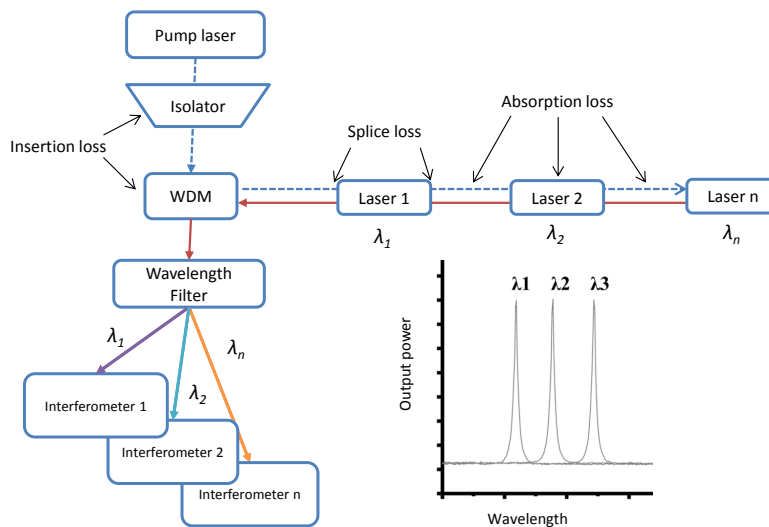 Pump laser
Isolator
Insertion loss
Splice loss
Absorption loss
WDM
Laser 1
Laser 2
Laser n
λ1
λ2
λn
Wavelength
Filter
λ1
λn
λ2
Interferometer 1
Interferometer 2
Interferometer n
λ1 λ2 λ3
Output power
Wavelength